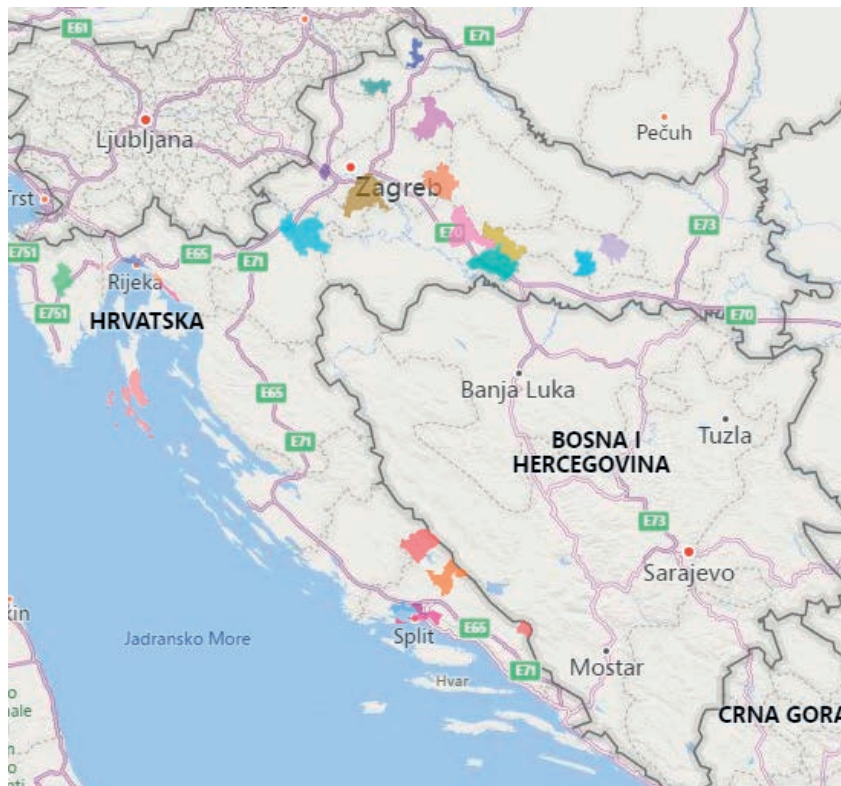 E61
E71
Pečuh
Ljubljana
Zagreb
E70
E73
E751
Rijeka
E65
E71
E751
HRVATSKA
E70
Banja Luka
E65
Tuzla
BOSNA I
HERCEGOVINA
E71
E73
Sarajevo
Split
E65
Jadransko More
Mostar
E71
Hvar
CRNA GORA